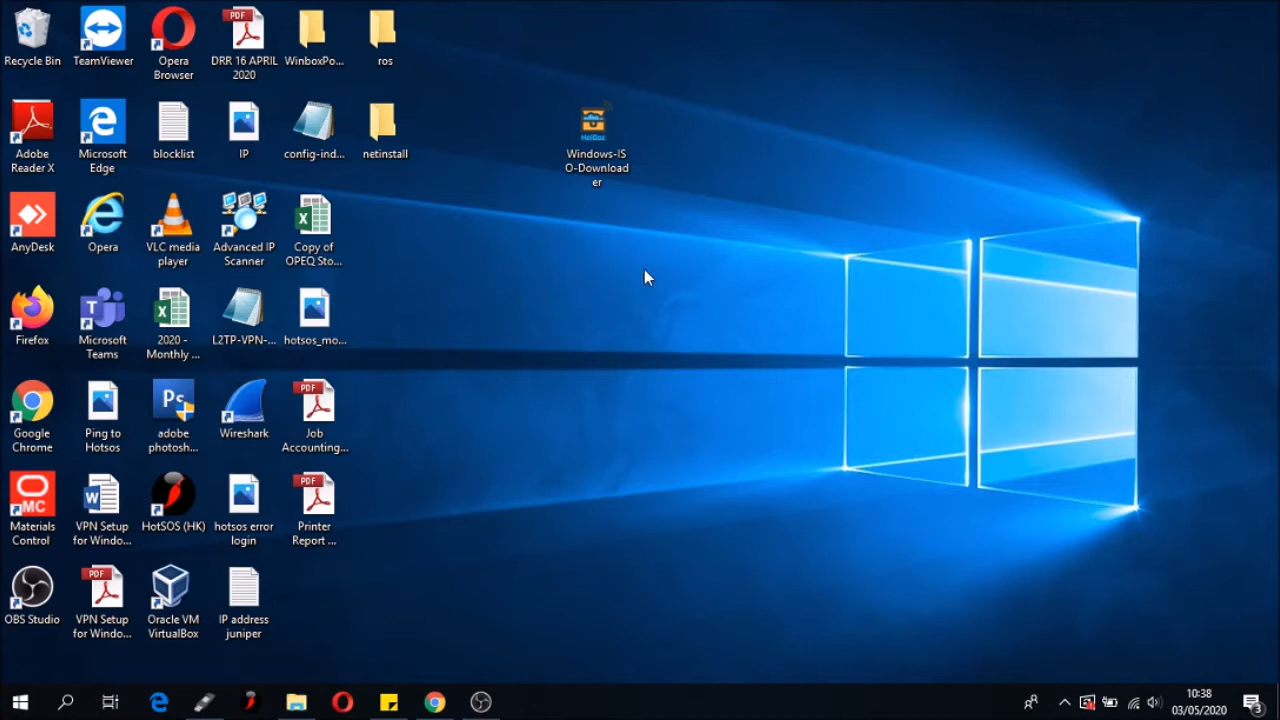 Recycle Bin
TeamViewer
Opera
Browser
PDF
DRR 16 APRIL
2020
WinboxPo...
ros
Adobe
Reader X
Microsoft
Edge
blocklist
IP
config-ind...
netinstall
HeiDoc
Windows-IS
O-Download
er
AnyDesk
Opera
VLC media
player
Advanced IP
Scanner
X
Copy of
OPEQ Sto...
Firefox
T
Microsoft
Teams
X
2020 -
Monthly ...
L2TP-VPN-...
hotsos_mo...
Google
Chrome
Ping to
Hotsos
Ps
adobe
photosh...
Wireshark
PDF
Job
Accounting...
MC
Materials
Control
W
VPN Setup
for Windo...
HotSOS (HK)
hotsos error
login
PDF
Printer
Report ...
OBS Studio
PDF
VPN Setup
for Windo...
Oracle VM
VirtualBox
IP address
juniper
10:38
03/05/2020
3